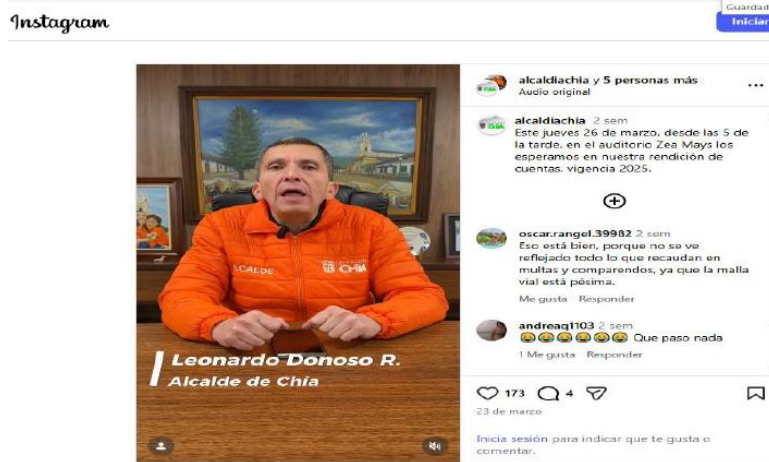 Guardad
Instagram
Iniciar
alcaldiachia y 5 personas más
Audio original
alcaldiachia 2 sem
Este jueves 26 de marzo, desde las 5 de
la tarde, en el auditorio Zea Mays los
esperamos en nuestra rendición de
cuentas, vigencia 2025.
oscar.rangel.39982 2 sem
Eso está bien, porque no se ve
reflejado todo lo que recaudan en
multas y comparendos, ya que la malla
vial está pésima.
Me gusta Responder
andreaq1103 2 sem
😭😭😭😭😭😭 Que paso nada
1 Me gusta Responder
173 4
23 de marzo
Inicia sesión para indicar que te gusta o
comentar.
ALCALDE
CHÍA
Leonardo Donoso R.
Alcalde de Chía